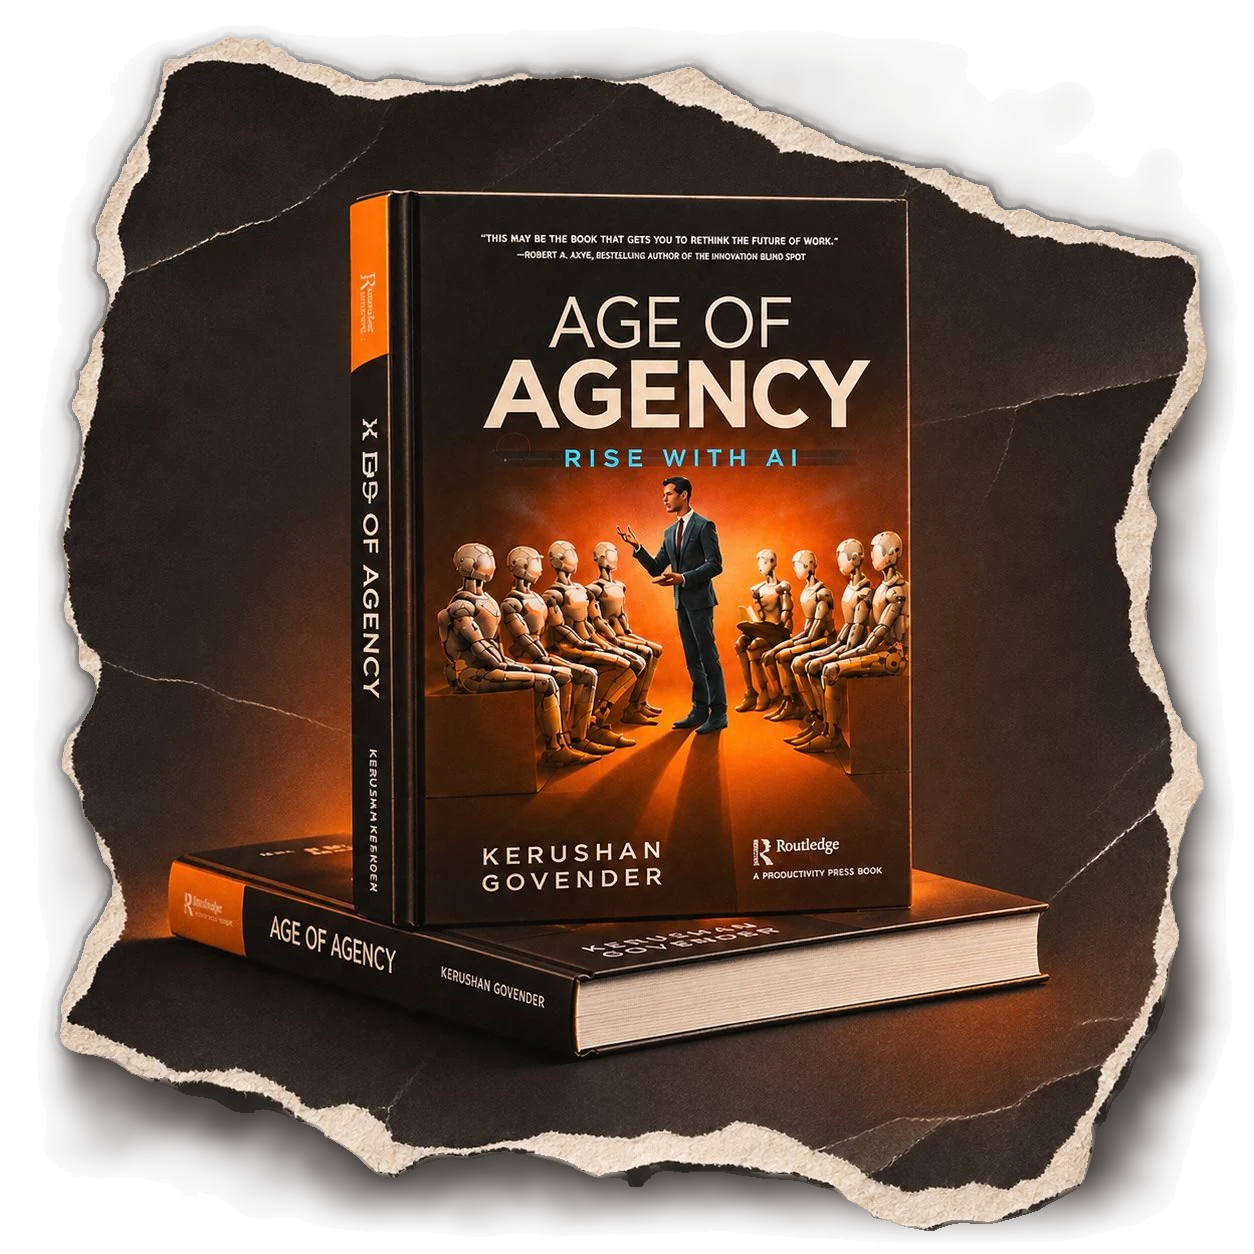 "THIS MAY BE THE BOOK THAT GETS YOU TO RETHINK THE FUTURE OF WORK."
—ROBERT A. AXYE, BESTSELLING AUTHOR OF THE INNOVATION BLIND SPOT
AGE OF
AGENCY
RISE WITH AI
KERUSHAN
GOVENDER
R Routledge
A PRODUCTIVITY PRESS BOOK
OF AGENCY
AGE OF AGENCY
KERUSHAN GOVENDER
KERUSHAN
GOVENDER